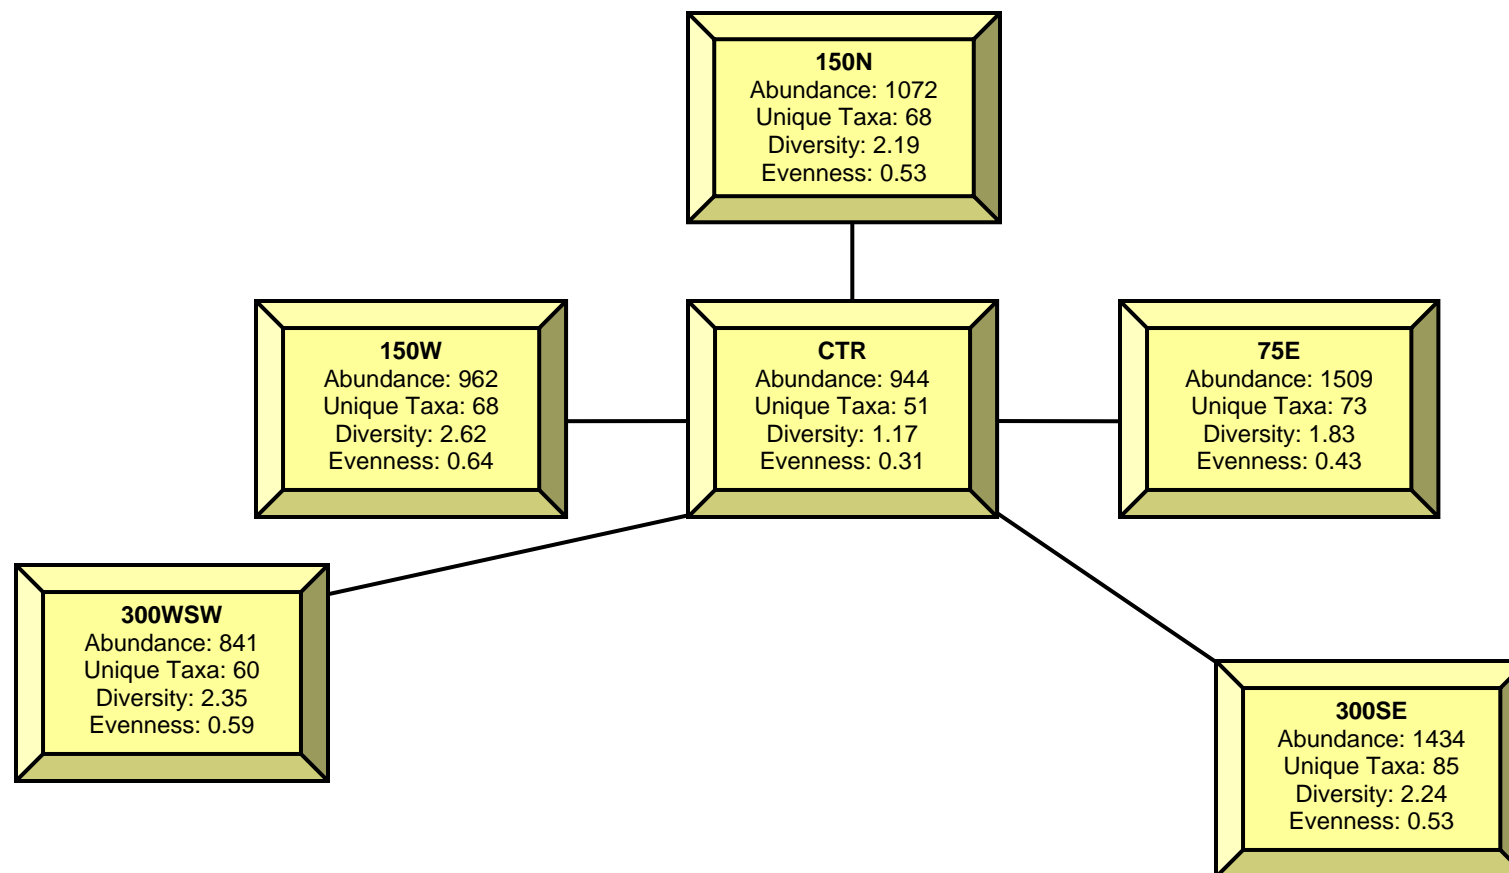 150N
Abundance: 1072
Unique Taxa: 68
Diversity: 2.19
Evenness: 0.53
150W
Abundance: 962
Unique Taxa: 68
Diversity: 2.62
Evenness: 0.64
CTR
Abundance: 944
Unique Taxa: 51
Diversity: 1.17
Evenness: 0.31
75E
Abundance: 1509
Unique Taxa: 73
Diversity: 1.83
Evenness: 0.43
300WSW
Abundance: 841
Unique Taxa: 60
Diversity: 2.35
Evenness: 0.59
300SE
Abundance: 1434
Unique Taxa: 85
Diversity: 2.24
Evenness: 0.53